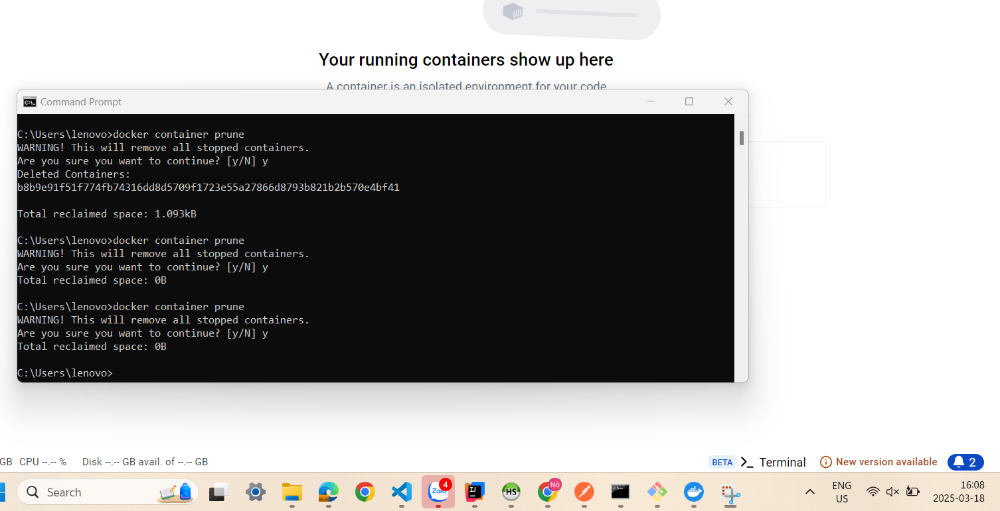 Your running containers show up here
A container is an isolated environment for your code
Command Prompt
C:\Users\lenovo>docker container prune
WARNING! This will remove all stopped containers.
Are you sure you want to continue? [y/N] y
Deleted Containers:
b8b9e91f51f774fb74316dd8d5709f1723e55a27866d8793b821b2b570e4bf41
Total reclaimed space: 1.093kB
C:\Users\lenovo>docker container prune
WARNING! This will remove all stopped containers.
Are you sure you want to continue? [y/N] y
Total reclaimed space: 0B
C:\Users\lenovo>docker container prune
WARNING! This will remove all stopped containers.
Are you sure you want to continue? [y/N] y
Total reclaimed space: 0B
C:\Users\lenovo>
GB CPU --.-- % Disk --.-- GB avail. of --.-- GB BETA Terminal New version available 2
Search Zalo 4 IJ HS Nô ENG 16:08
US 2025-03-18